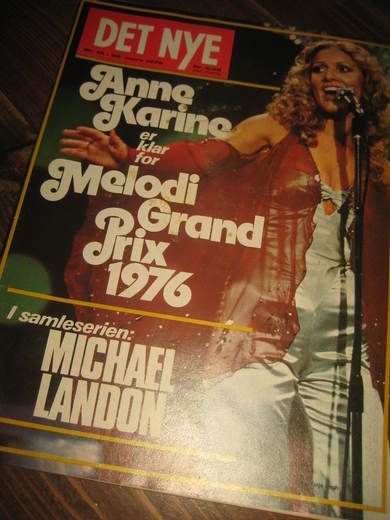 DET NYE
Anne
Karine
er
klar
for
Melodi
Grand
Prix
1976
I samleserien:
MICHAEL
LANDON